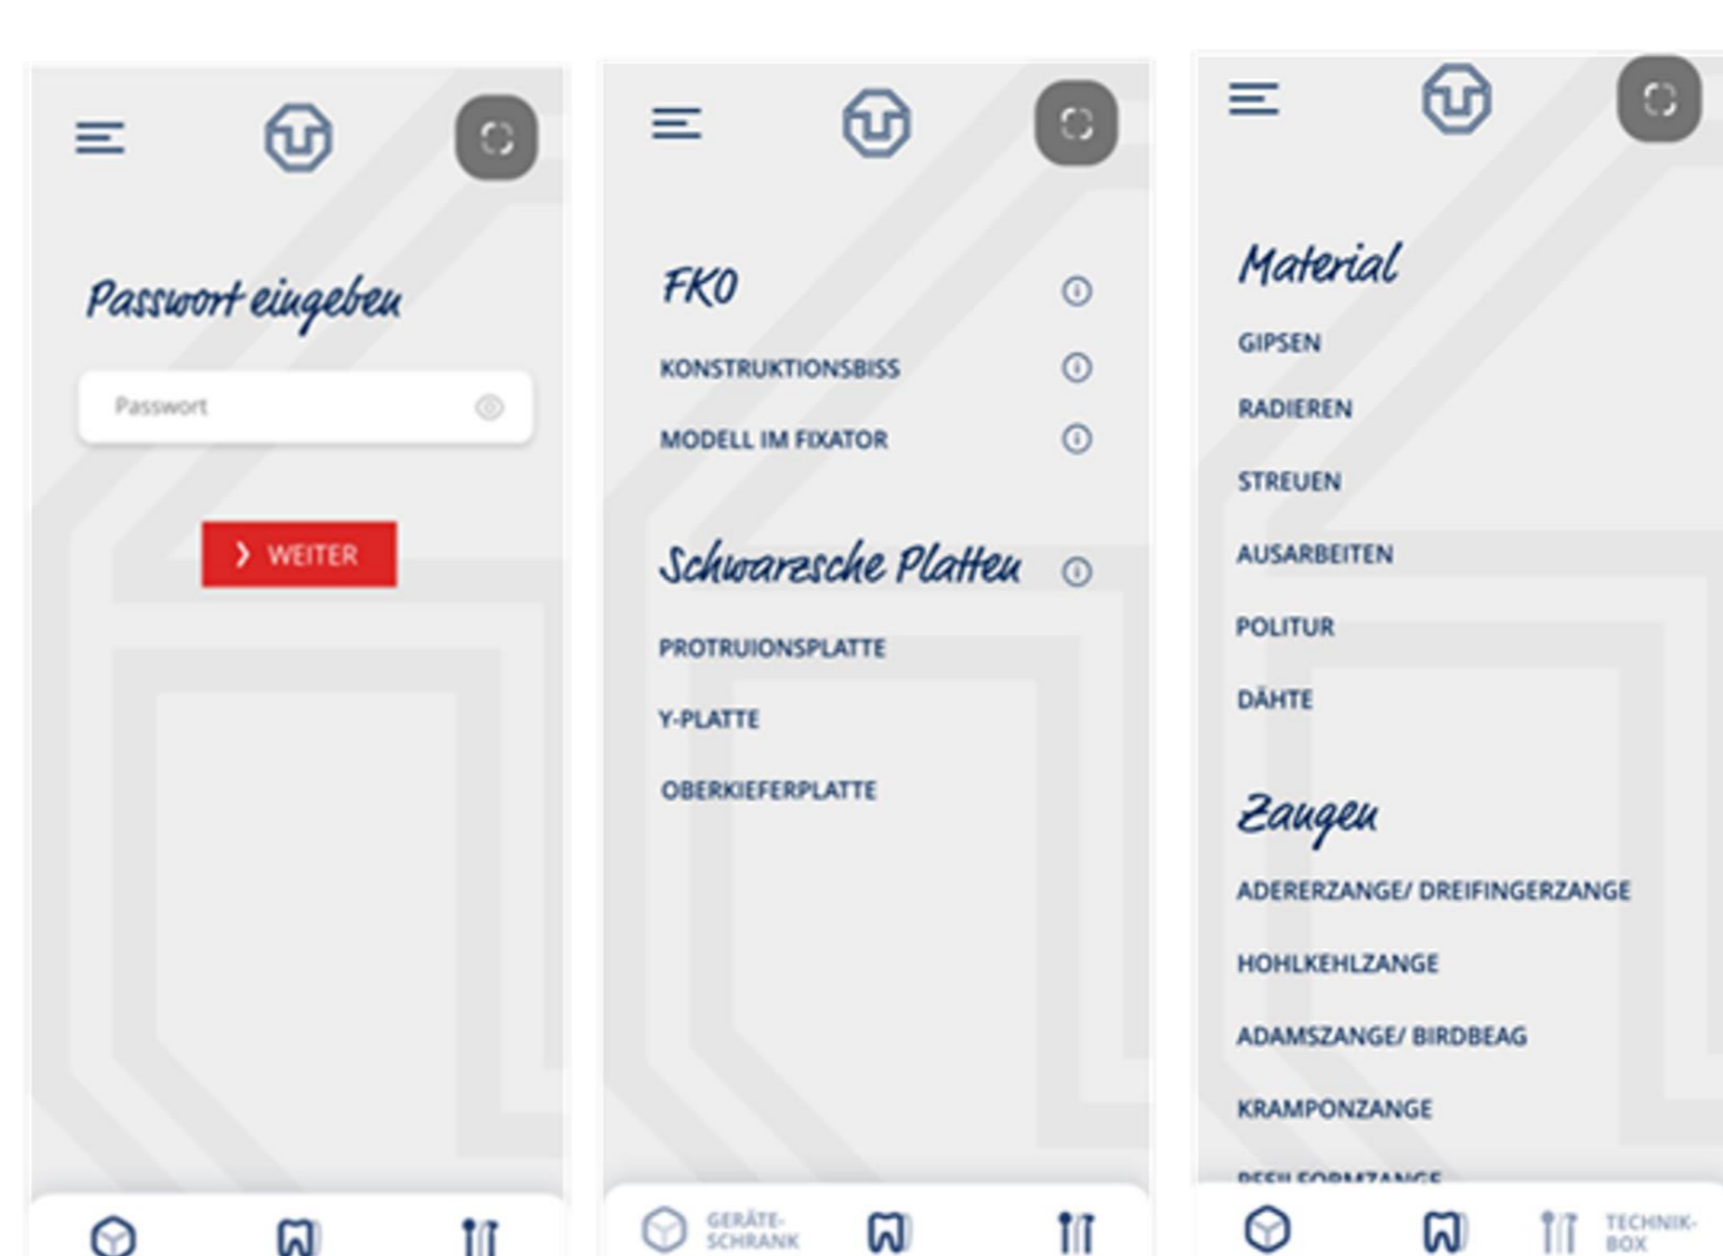 Passwort eingeben
Passwort
WEITER
FKO
KONSTRUKTIONSBISS
MODELL IM FIXATOR
Schwarzsche Platten
PROTRUIONSPLATTE
Y-PLATTE
OBERKIEFERPLATTE
GERÄTE-
SCHRANK
Material
GIPSEN
RADIEREN
STREUEN
AUSARBEITEN
POLITUR
DÄHTE
Zangen
ADERERZANGE/ DREIFINGERZANGE
HOHLKEHLZANGE
ADAMSZANGE/ BIRDBEAG
KRAMPONZANGE
TECHNIK-
BOX